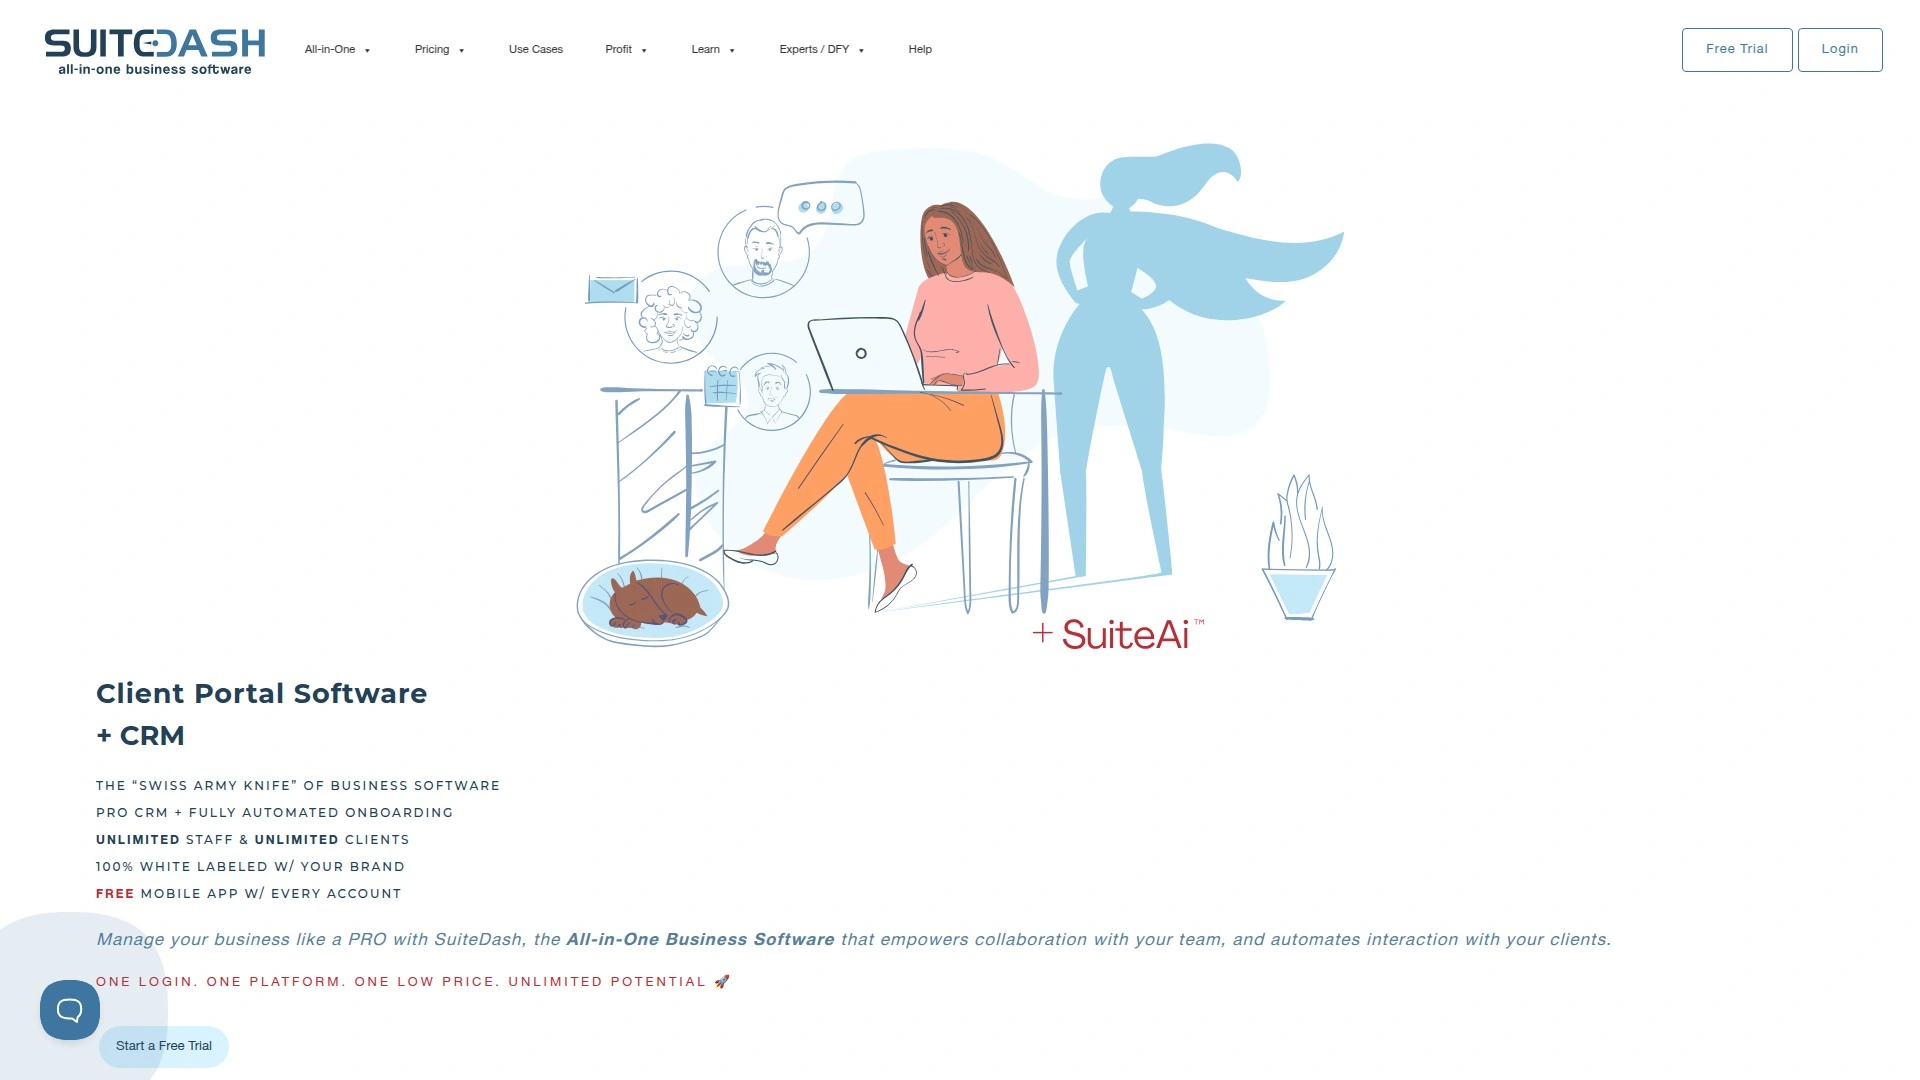 SUITEDASH
all-in-one business software
All-in-One
Pricing
Use Cases
Profit
Learn
Experts / DFY
Help
Free Trial
Login
+ SuiteAi™
Client Portal Software
+ CRM
THE “SWISS ARMY KNIFE” OF BUSINESS SOFTWARE
PRO CRM + FULLY AUTOMATED ONBOARDING
UNLIMITED STAFF & UNLIMITED CLIENTS
100% WHITE LABELED W/ YOUR BRAND
FREE MOBILE APP W/ EVERY ACCOUNT
Manage your business like a PRO with SuiteDash, the All-in-One Business Software that empowers collaboration with your team, and automates interaction with your clients.
ONE LOGIN. ONE PLATFORM. ONE LOW PRICE. UNLIMITED POTENTIAL 🚀
Start a Free Trial